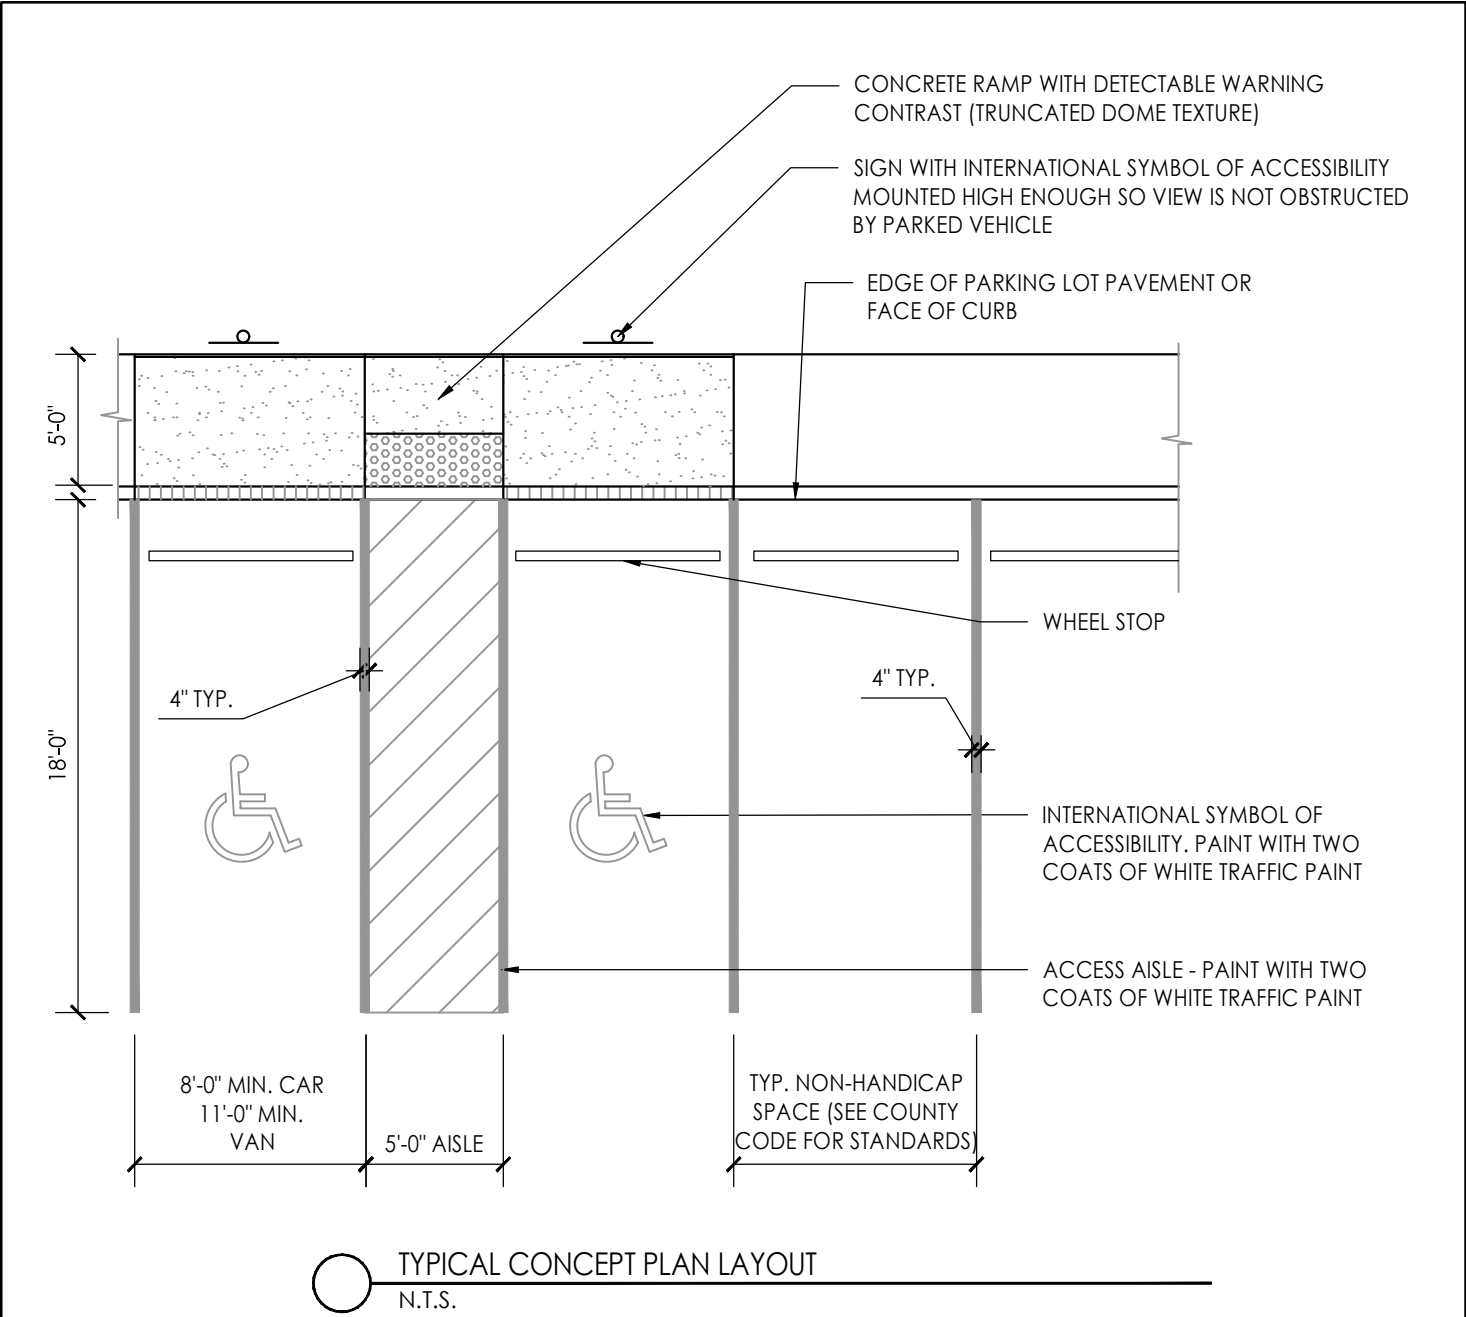 CONCRETE RAMP WITH DETECTABLE WARNING
CONTRAST (TRUNCATED DOME TEXTURE)
SIGN WITH INTERNATIONAL SYMBOL OF ACCESSIBILITY
MOUNTED HIGH ENOUGH SO VIEW IS NOT OBSTRUCTED
BY PARKED VEHICLE
EDGE OF PARKING LOT PAVEMENT OR
FACE OF CURB
5'-0"
WHEEL STOP
4" TYP.
4" TYP.
18'-0"
INTERNATIONAL SYMBOL OF
ACCESSIBILITY. PAINT WITH TWO
COATS OF WHITE TRAFFIC PAINT
ACCESS AISLE - PAINT WITH TWO
COATS OF WHITE TRAFFIC PAINT
8'-0" MIN. CAR
11'-0" MIN.
VAN
5'-0" AISLE
TYP. NON-HANDICAP
SPACE (SEE COUNTY
CODE FOR STANDARDS)
TYPICAL CONCEPT PLAN LAYOUT
N.T.S.